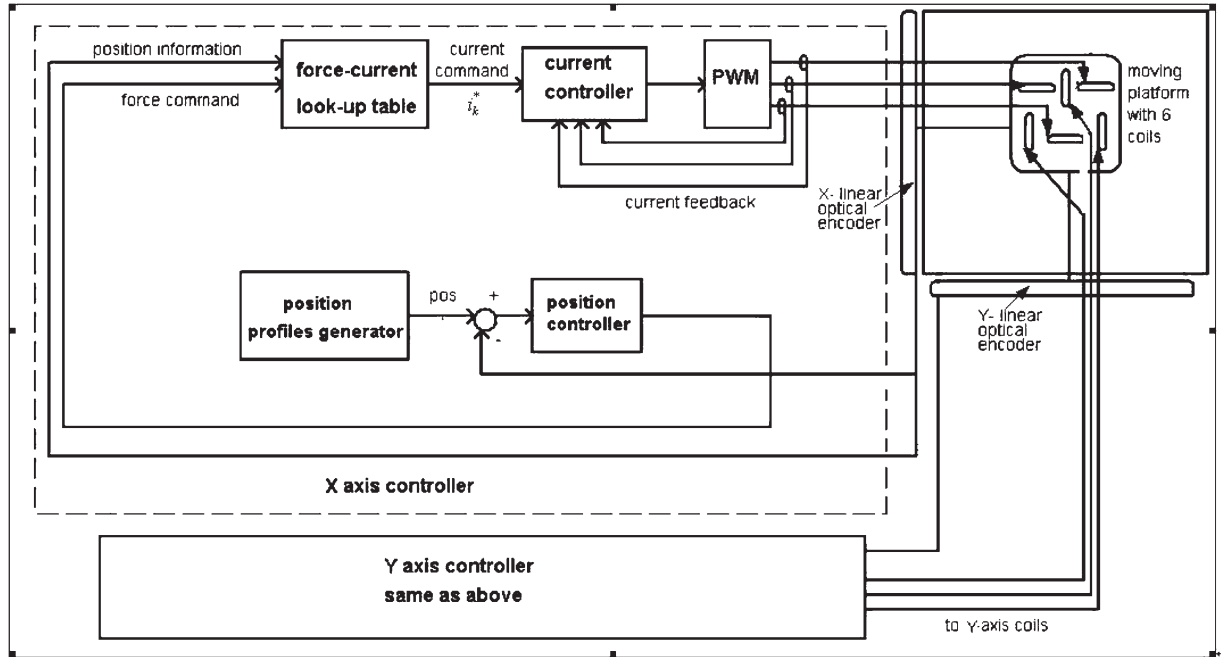 position information
force command
force-current
look-up table
current
command
i*k
current
controller
PWM
moving
platform
with 6
coils
current feedback
X- linear
optical
encoder
position
profiles generator
pos
+
-
position
controller
Y- linear
optical
encoder
X axis controller
Y axis controller
same as above
to Y-axis coils